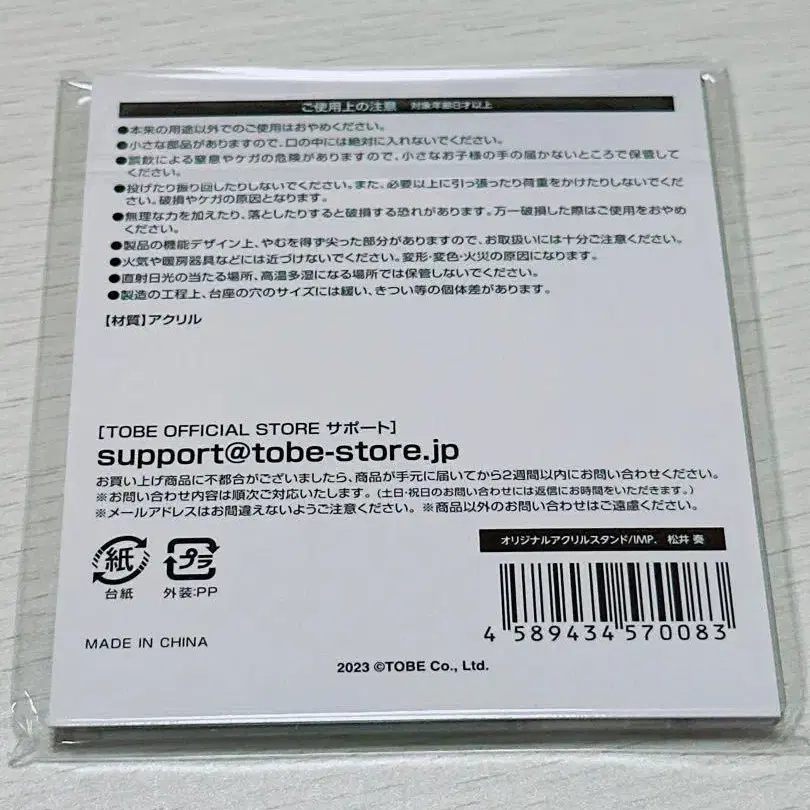 ご使用上の注意 対象年齢8才以上
●本来の用途以外でのご使用はおやめください。
●小さな部品がありますので、口の中には絶対に入れないでください。
●誤飲による窒息やケガの危険がありますので、小さなお子様の手の届かないところで保管して
ください。
●投げたり振り回したりしないでください。また、必要以上に引っ張ったり荷重をかけたりしないでくだ
さい。破損やケガの原因となります。
●無理な力を加えたり、落としたりすると破損する恐れがあります。万一破損した際はご使用をおやめ
ください。
●製品の機能デザイン上、やむを得ず尖った部分がありますので、お取扱いには十分ご注意ください。
●火気や暖房器具などには近づけないでください。変形・変色・火災の原因になります。
●直射日光の当たる場所、高温多湿になる場所では保管しないでください。
●製造の工程上、台座の穴のサイズには緩い、きつい等の個体差があります。
【材質】アクリル
[TOBE OFFICIAL STORE サポート]
support@tobe-store.jp
お買い上げ商品に不都合がございましたら、商品が手元に届いてから2週間以内にお問い合わせください。
※お問い合わせ内容は順次ご対応いたします。(土日・祝日のお問い合わせには返信にお時間をいただきます。)
※メールアドレスはお間違えないようご注意ください。 ※商品以外のお問い合わせはご遠慮ください。
オリジナルアクリルスタンド/IMP. 松井 奏
紙 プラ
台紙 外装:PP
4 589434 570083
MADE IN CHINA
2023 ©TOBE Co., Ltd.